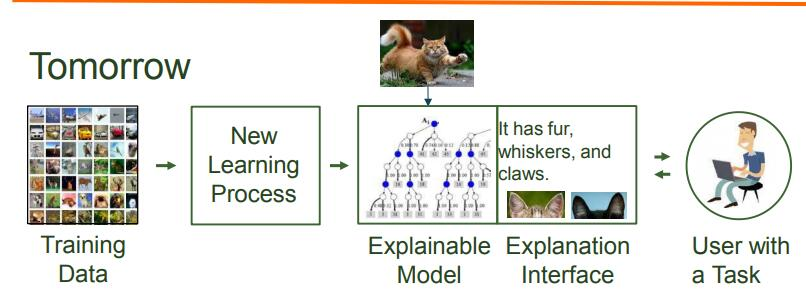 Tomorrow
New
Learning
Process
It has fur,
whiskers, and
claws.
Training
Data
Explainable
Model
Explanation
Interface
User with
a Task